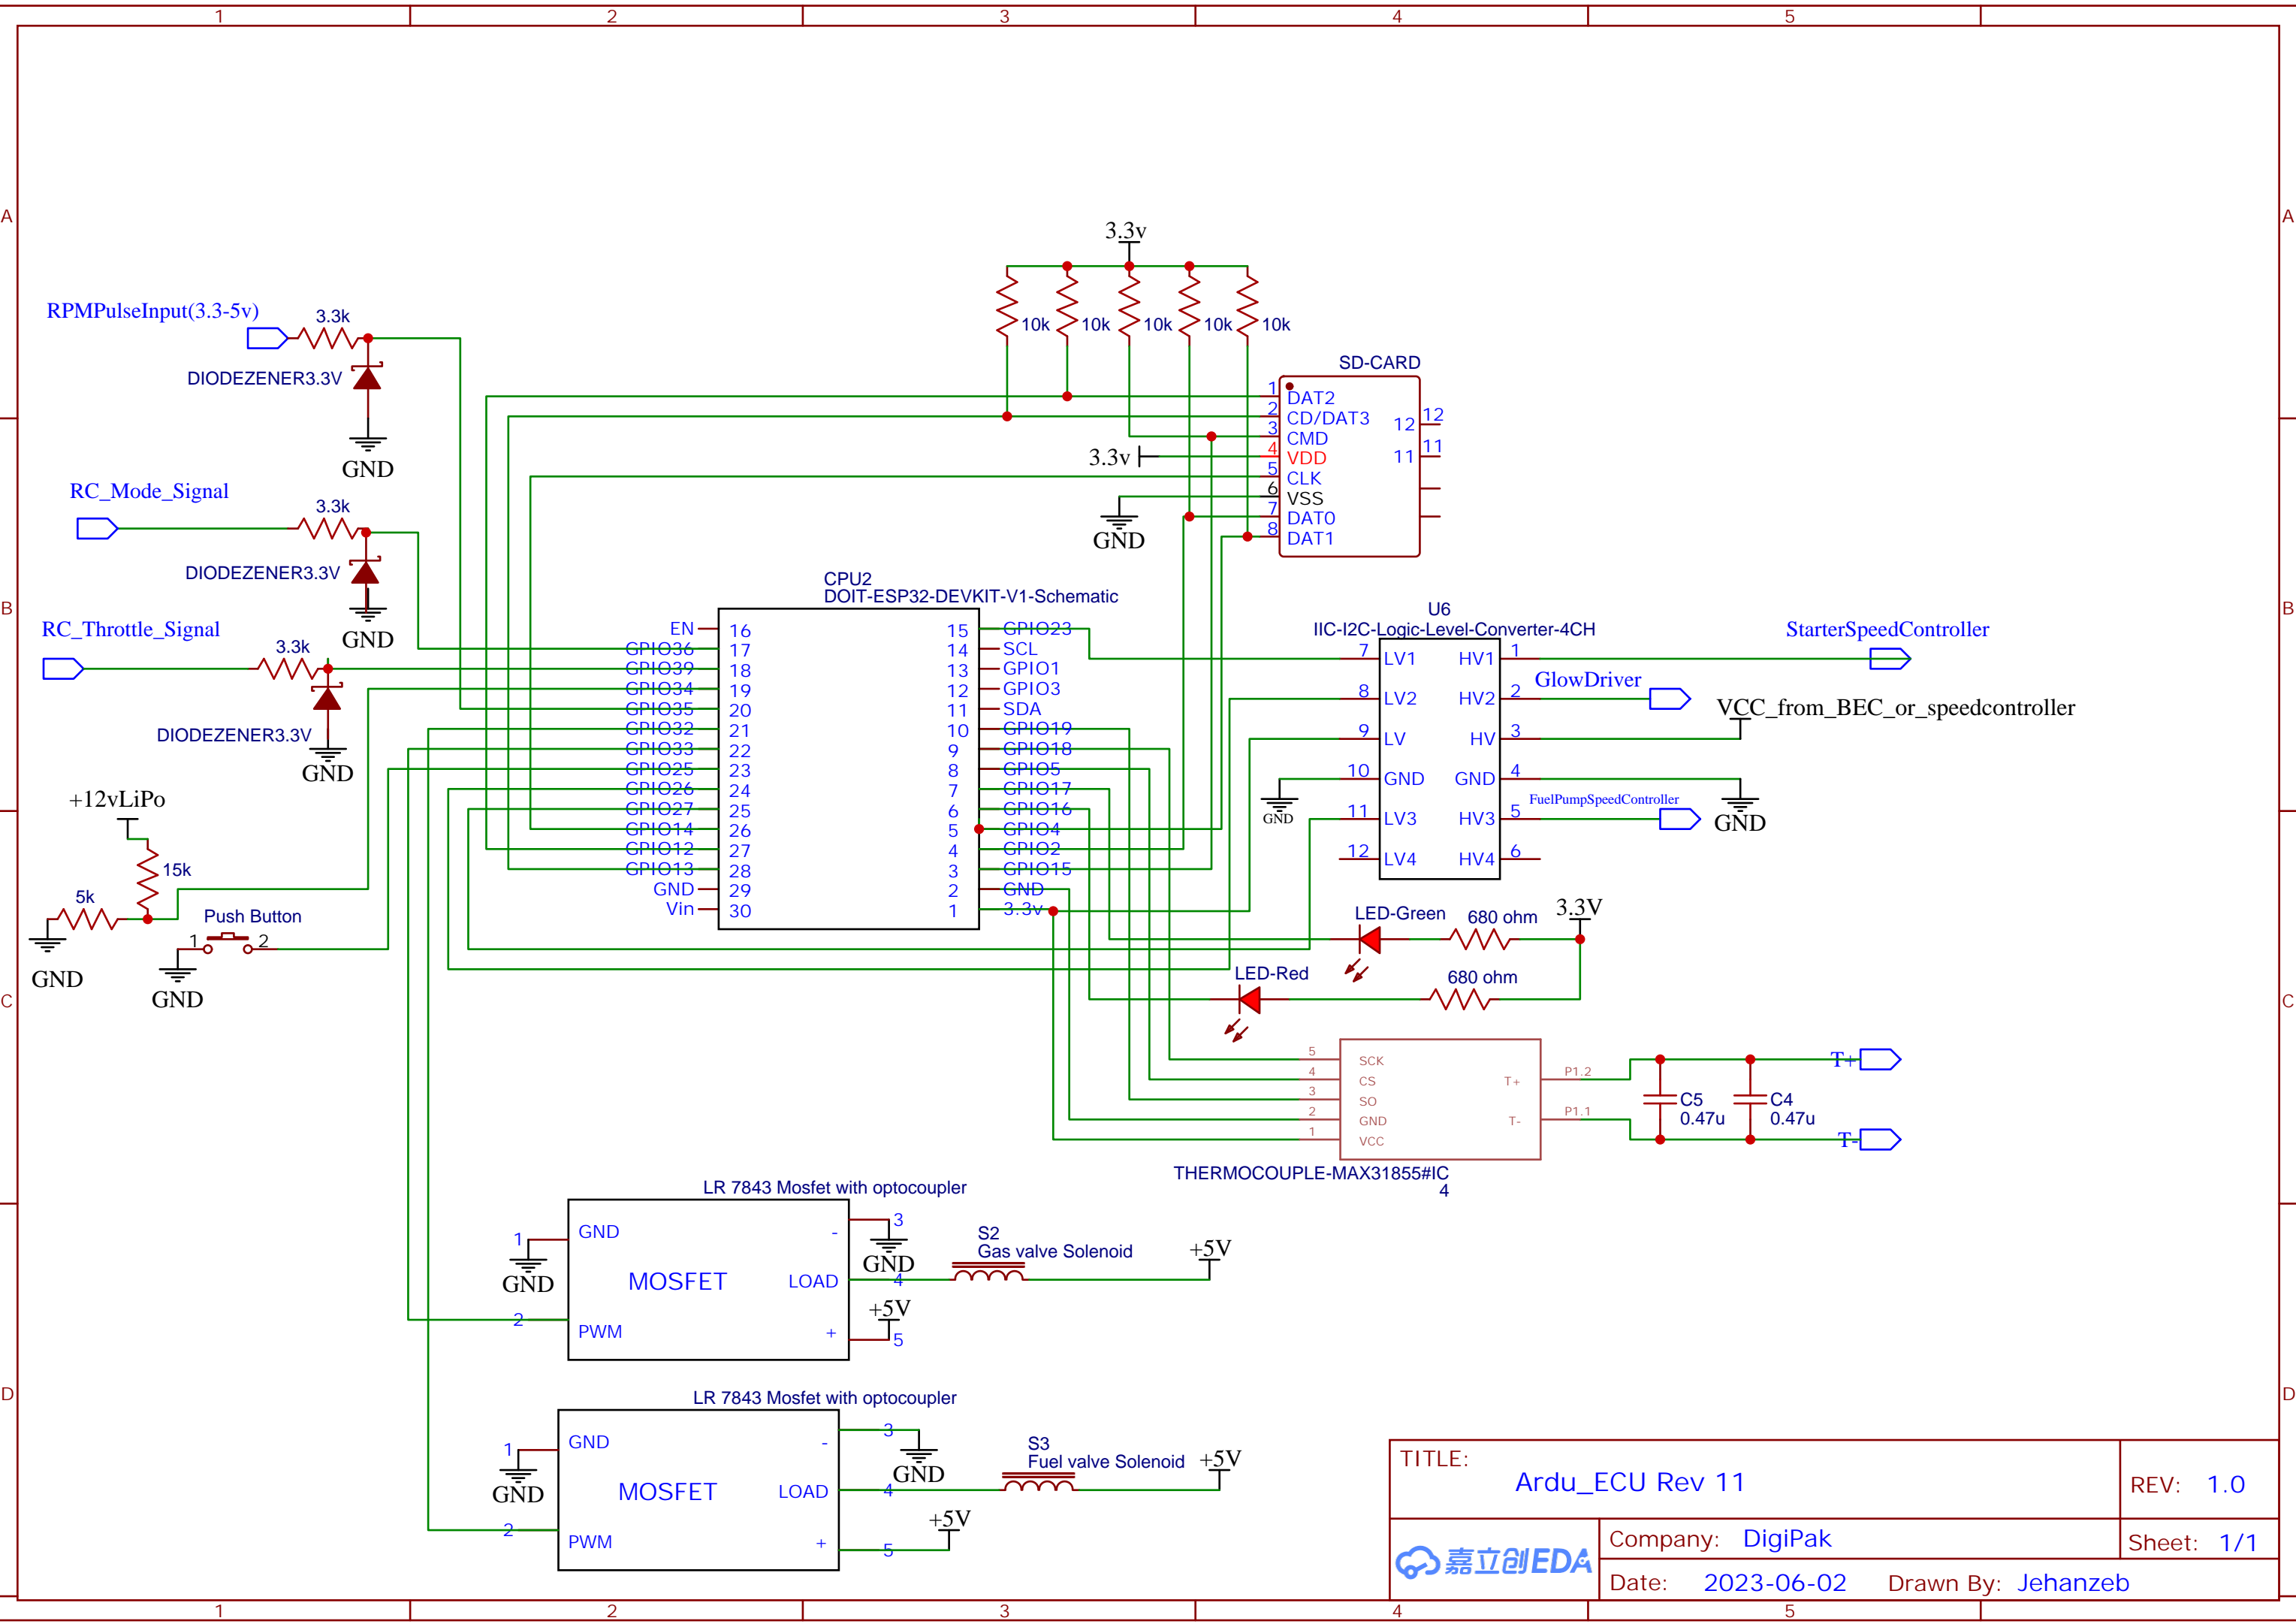 1 2 3 4 5
A
A
3.3v
10k 10k 10k 10k 10k
RPMPulseInput(3.3-5v)
3.3k
DIODEZENER3.3V
GND
RC_Mode_Signal
3.3k
DIODEZENER3.3V
GND
RC_Throttle_Signal
3.3k
DIODEZENER3.3V
GND
SD-CARD
1 DAT2
2 CD/DAT3
3 CMD
4 VDD
5 CLK
6 VSS
7 DAT0
8 DAT1
12 12
11 11
3.3v
GND
B
B
CPU2
DOIT-ESP32-DEVKIT-V1-Schematic
EN 16 15 GPIO23
GPIO36 17 14 SCL
GPIO39 18 13 GPIO1
GPIO34 19 12 GPIO3
GPIO35 20 11 SDA
GPIO32 21 10 GPIO19
GPIO33 22 9 GPIO18
GPIO25 23 8 GPIO5
GPIO26 24 7 GPIO17
GPIO27 25 6 GPIO16
GPIO14 26 5 GPIO4
GPIO12 27 4 GPIO2
GPIO13 28 3 GPIO15
GND 29 2 GND
Vin 30 1 3.3v
U6
IIC-I2C-Logic-Level-Converter-4CH
7 LV1 HV1 1
8 LV2 HV2 2
9 LV HV 3
10 GND GND 4
11 LV3 HV3 5
12 LV4 HV4 6
GND
StarterSpeedController
GlowDriver
VCC_from_BEC_or_speedcontroller
FuelPumpSpeedController
GND
+12vLiPo
15k
5k
GND
Push Button
1 2
GND
C
C
LED-Green
680 ohm
3.3V
LED-Red
680 ohm
5 SCK
4 CS
3 SO
2 GND
1 VCC
T+ P1.2
T- P1.1
THERMOCOUPLE-MAX31855#IC
4
C5
0.47u
C4
0.47u
T+
T-
LR 7843 Mosfet with optocoupler
1 GND
GND
MOSFET
2 PWM
- 3
GND
LOAD 4
+5V
+ 5
S2
Gas valve Solenoid
+5V
D
D
LR 7843 Mosfet with optocoupler
1 GND
GND
MOSFET
2 PWM
- 3
GND
LOAD 4
+5V
+ 5
S3
Fuel valve Solenoid
+5V
TITLE:
Ardu_ECU Rev 11
REV: 1.0
嘉立创EDA
Company: DigiPak
Sheet: 1/1
Date: 2023-06-02 Drawn By: Jehanzeb
1 2 3 4 5